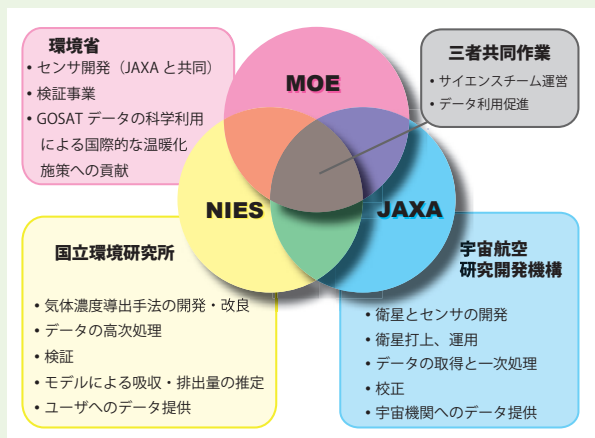 環境省
• センサ開発（JAXA と共同）
• 検証事業
• GOSAT データの科学利用
による国際的な温暖化
施策への貢献
MOE
三者共同作業
• サイエンスチーム運営
• データ利用促進
NIES
JAXA
国立環境研究所
• 気体濃度導出手法の開発・改良
• データの高次処理
• 検証
• モデルによる吸収・排出量の推定
• ユーザへのデータ提供
宇宙航空
研究開発機構
• 衛星とセンサの開発
• 衛星打上、運用
• データの取得と一次処理
• 校正
• 宇宙機関へのデータ提供